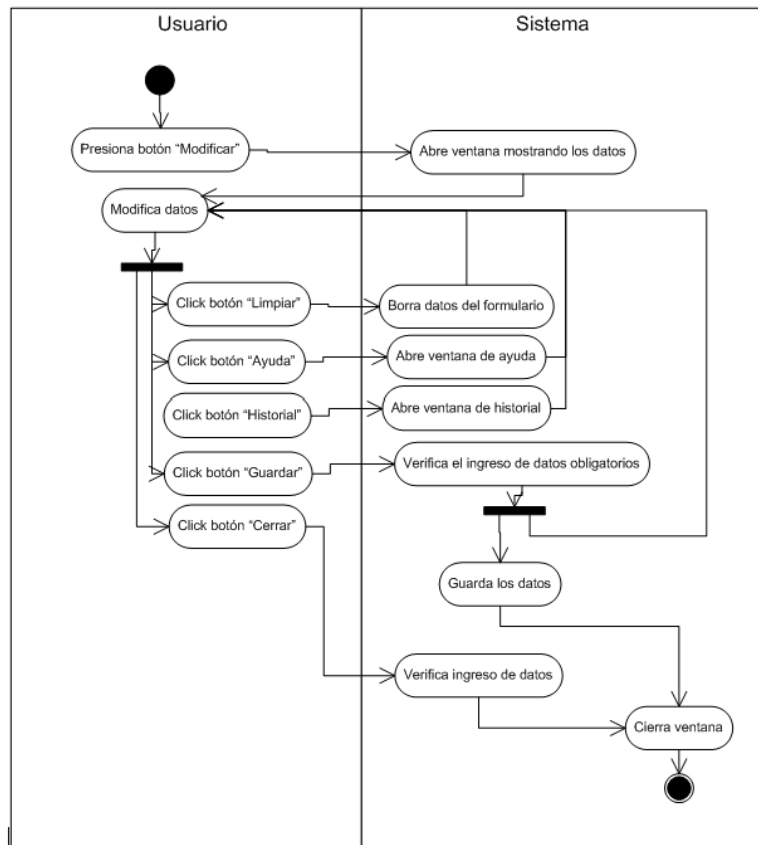 Usuario
Sistema
Presiona botón “Modificar”
Abre ventana mostrando los datos
Modifica datos
Click botón “Limpiar”
Borra datos del formulario
Click botón “Ayuda”
Abre ventana de ayuda
Click botón “Historial”
Abre ventana de historial
Click botón “Guardar”
Verifica el ingreso de datos obligatorios
Click botón “Cerrar”
Guarda los datos
Verifica ingreso de datos
Cierra ventana